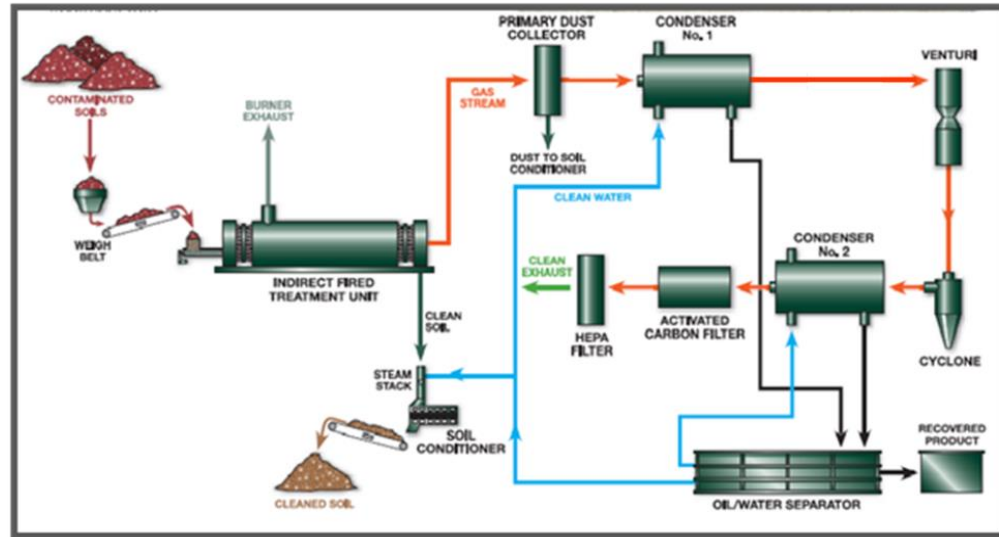 PRIMARY DUST
COLLECTOR
CONDENSER
No. 1
VENTURI
CONTAMINATED
SOILS
BURNER
EXHAUST
GAS
STREAM
DUST TO SOIL
CONDITIONER
CLEAN WATER
WEIGH
BELT
INDIRECT FIRED
TREATMENT UNIT
CLEAN
EXHAUST
CONDENSER
No. 2
HEPA
FILTER
ACTIVATED
CARBON FILTER
CYCLONE
CLEAN
SOIL
STEAM
STACK
SOIL
CONDITIONER
RECOVERED
PRODUCT
CLEANED SOIL
OIL/WATER SEPARATOR